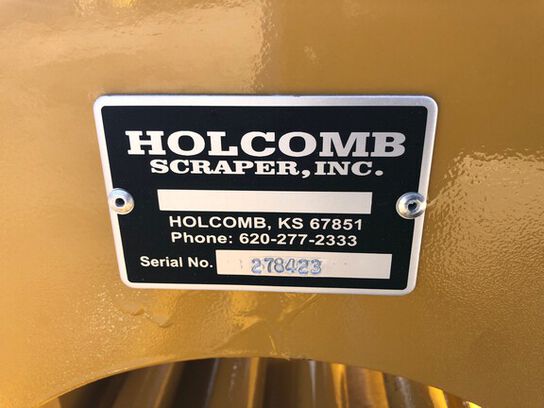 HOLCOMB
SCRAPER, INC.
HOLCOMB, KS 67851
Phone: 620-277-2333
Serial No. 278423